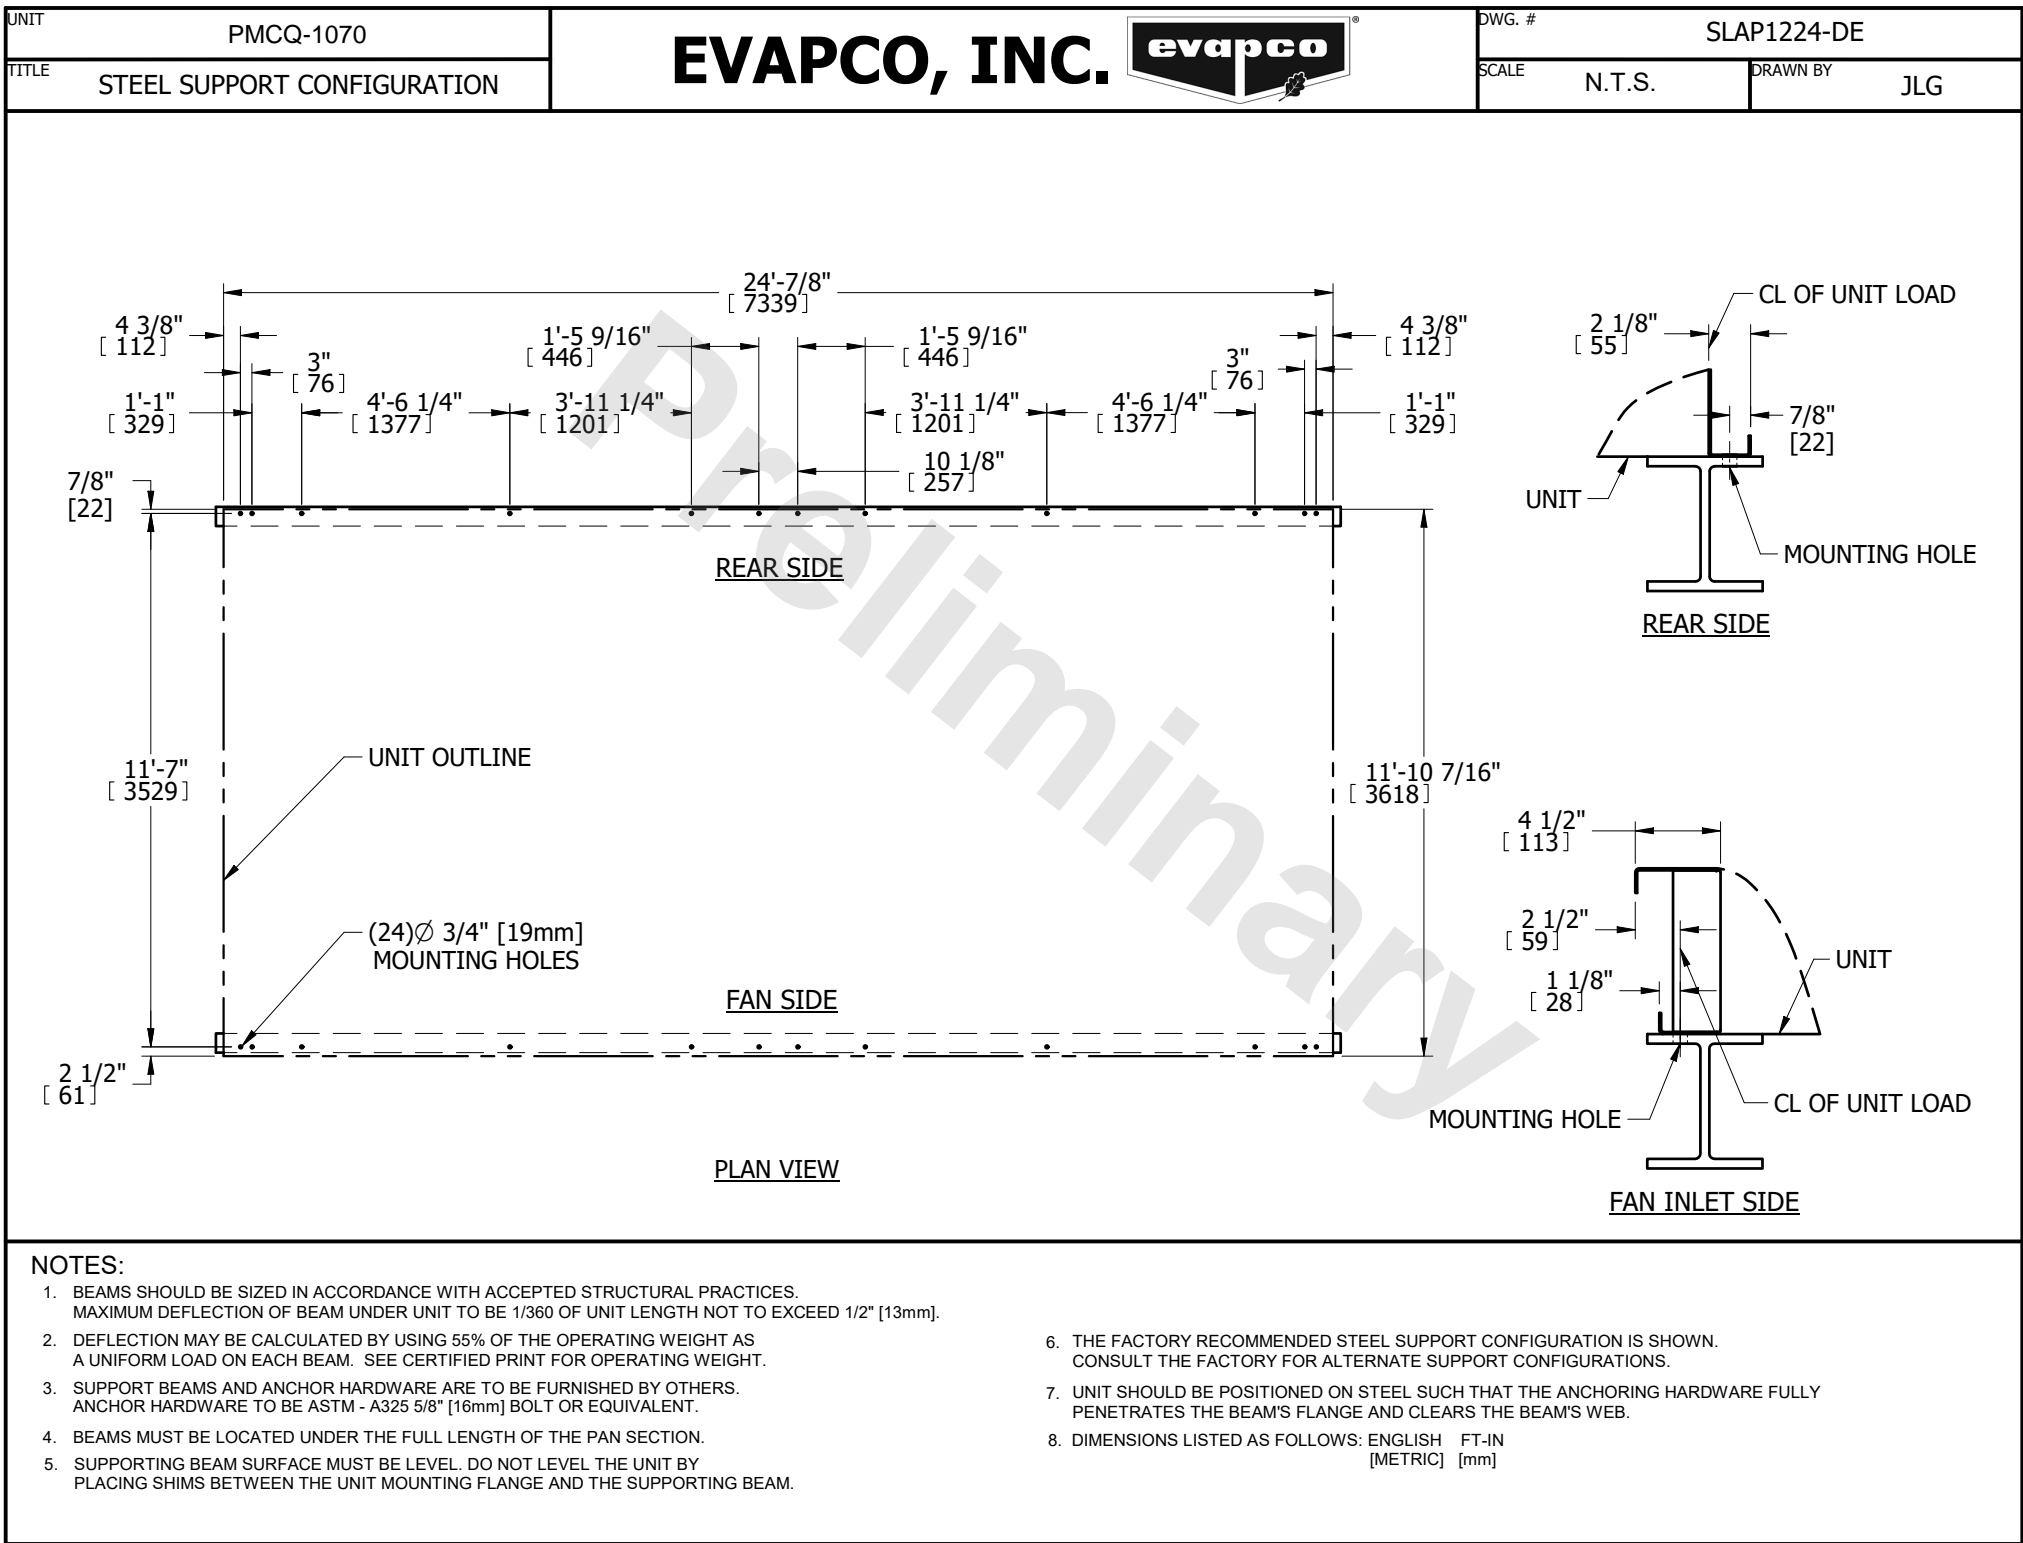 UNIT
PMCQ-1070
TITLE
STEEL SUPPORT CONFIGURATION
EVAPCO, INC.
evapco
®
DWG. #
SLAP1224-DE
SCALE
N.T.S.
DRAWN BY
JLG
24'-7/8"
[ 7339]
4 3/8"
[ 112]
3"
[ 76]
1'-5 9/16"
[ 446]
1'-5 9/16"
[ 446]
3"
[ 76]
4 3/8"
[ 112]
1'-1"
[ 329]
4'-6 1/4"
[ 1377]
3'-11 1/4"
[ 1201]
3'-11 1/4"
[ 1201]
4'-6 1/4"
[ 1377]
1'-1"
[ 329]
10 1/8"
[ 257]
7/8"
[22]
REAR SIDE
UNIT OUTLINE
11'-7"
[ 3529]
11'-10 7/16"
[ 3618]
(24)∅ 3/4" [19mm]
MOUNTING HOLES
FAN SIDE
2 1/2"
[ 61]
PLAN VIEW
Preliminary
CL OF UNIT LOAD
2 1/8"
[ 55]
7/8"
[22]
UNIT
MOUNTING HOLE
REAR SIDE
4 1/2"
[ 113]
2 1/2"
[ 59]
1 1/8"
[ 28]
UNIT
CL OF UNIT LOAD
MOUNTING HOLE
FAN INLET SIDE
NOTES:
1. BEAMS SHOULD BE SIZED IN ACCORDANCE WITH ACCEPTED STRUCTURAL PRACTICES.
MAXIMUM DEFLECTION OF BEAM UNDER UNIT TO BE 1/360 OF UNIT LENGTH NOT TO EXCEED 1/2" [13mm].
2. DEFLECTION MAY BE CALCULATED BY USING 55% OF THE OPERATING WEIGHT AS
A UNIFORM LOAD ON EACH BEAM. SEE CERTIFIED PRINT FOR OPERATING WEIGHT.
3. SUPPORT BEAMS AND ANCHOR HARDWARE ARE TO BE FURNISHED BY OTHERS.
ANCHOR HARDWARE TO BE ASTM - A325 5/8" [16mm] BOLT OR EQUIVALENT.
4. BEAMS MUST BE LOCATED UNDER THE FULL LENGTH OF THE PAN SECTION.
5. SUPPORTING BEAM SURFACE MUST BE LEVEL. DO NOT LEVEL THE UNIT BY
PLACING SHIMS BETWEEN THE UNIT MOUNTING FLANGE AND THE SUPPORTING BEAM.
6. THE FACTORY RECOMMENDED STEEL SUPPORT CONFIGURATION IS SHOWN.
CONSULT THE FACTORY FOR ALTERNATE SUPPORT CONFIGURATIONS.
7. UNIT SHOULD BE POSITIONED ON STEEL SUCH THAT THE ANCHORING HARDWARE FULLY
PENETRATES THE BEAM'S FLANGE AND CLEARS THE BEAM'S WEB.
8. DIMENSIONS LISTED AS FOLLOWS: ENGLISH FT-IN
[METRIC] [mm]